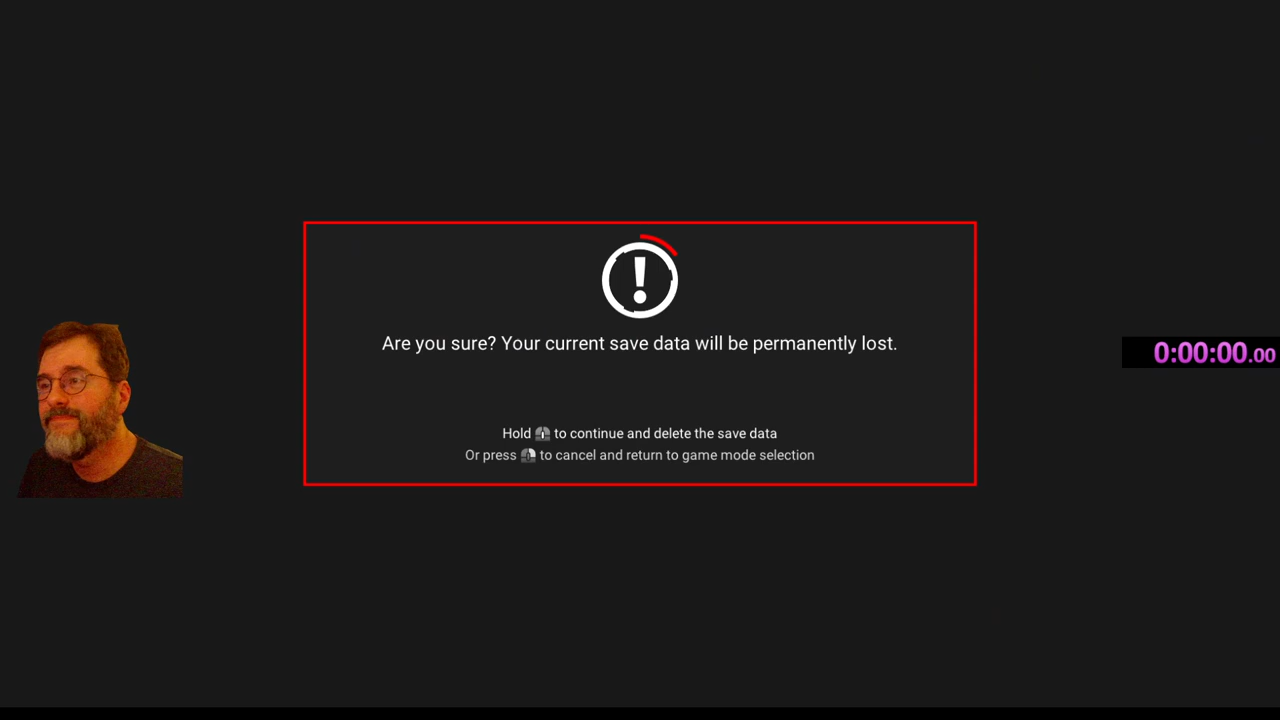 Are you sure? Your current save data will be permanently lost.
0:00:00.00
Hold to continue and delete the save data
Or press to cancel and return to game mode selection